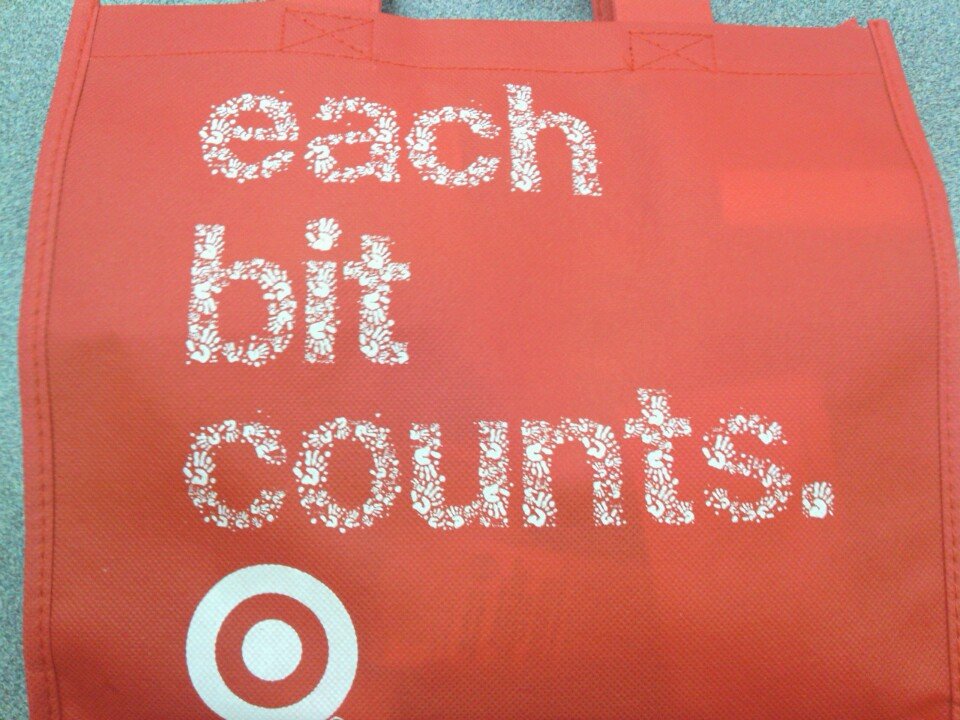 each
bit
counts.